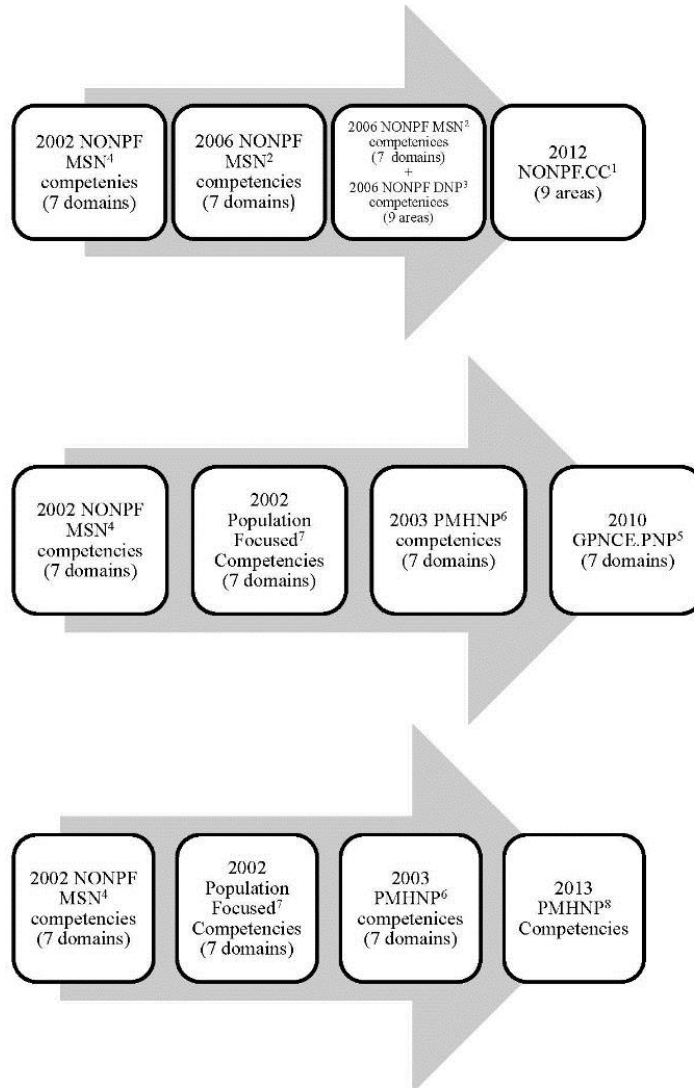 2002 NONPF
MSN⁴
competenies
(7 domains)
2006 NONPF
MSN²
competencies
(7 domains)
2006 NONPF MSN²
competenices
(7 domains)
+
2006 NONPF DNP³
competenices
(9 areas)
2012
NONPF.CC¹
(9 areas)
2002 NONPF
MSN⁴
competencies
(7 domains)
2002
Population
Focused⁷
Competencies
(7 domains)
2003 PMHNP⁶
competenices
(7 domains)
2010
GPNCE.PNP⁵
(7 domains)
2002 NONPF
MSN⁴
competencies
(7 domains)
2002
Population
Focused⁷
Competencies
(7 domains)
2003
PMHNP⁶
competenices
(7 domains)
2013
PMHNP⁸
Competencies